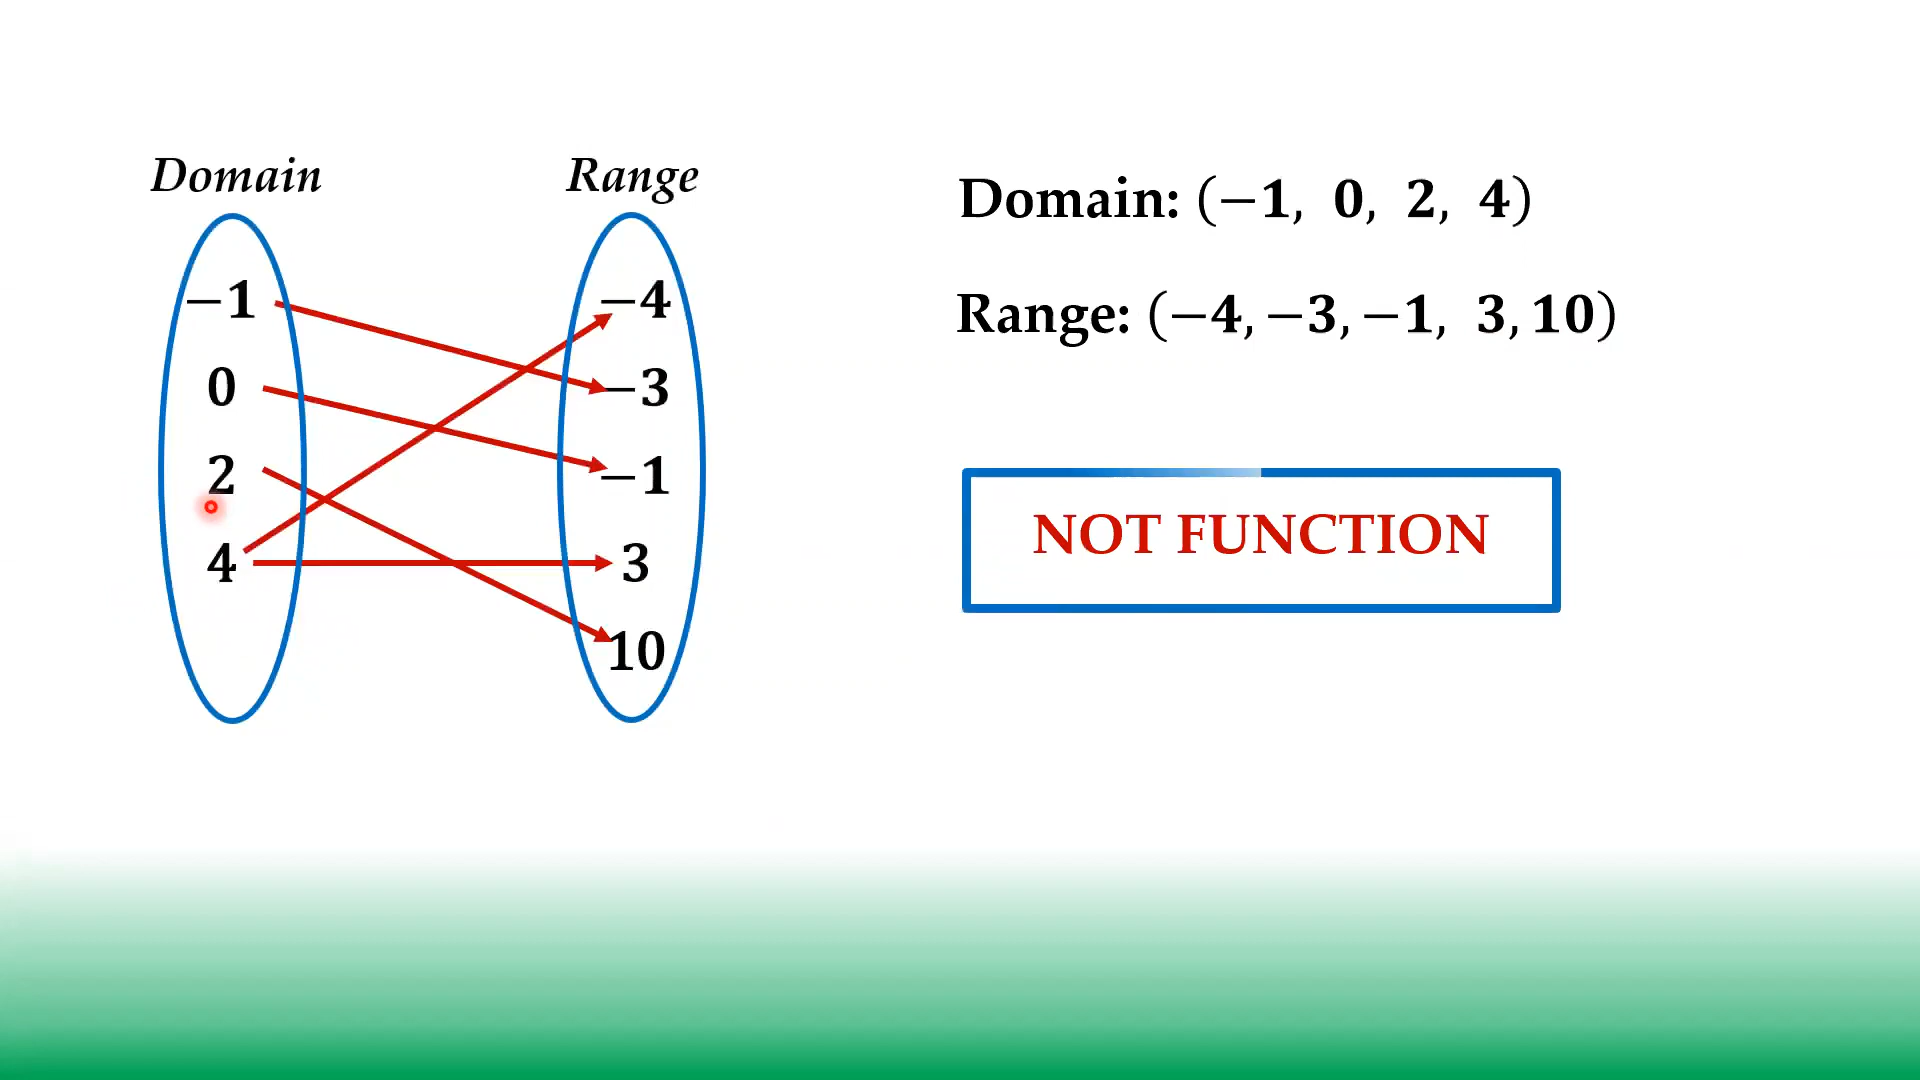 Domain
Range
−1
0
2
4
−4
−3
−1
3
10
Domain: (−1, 0, 2, 4)
Range: (−4, −3, −1, 3, 10)
NOT FUNCTION